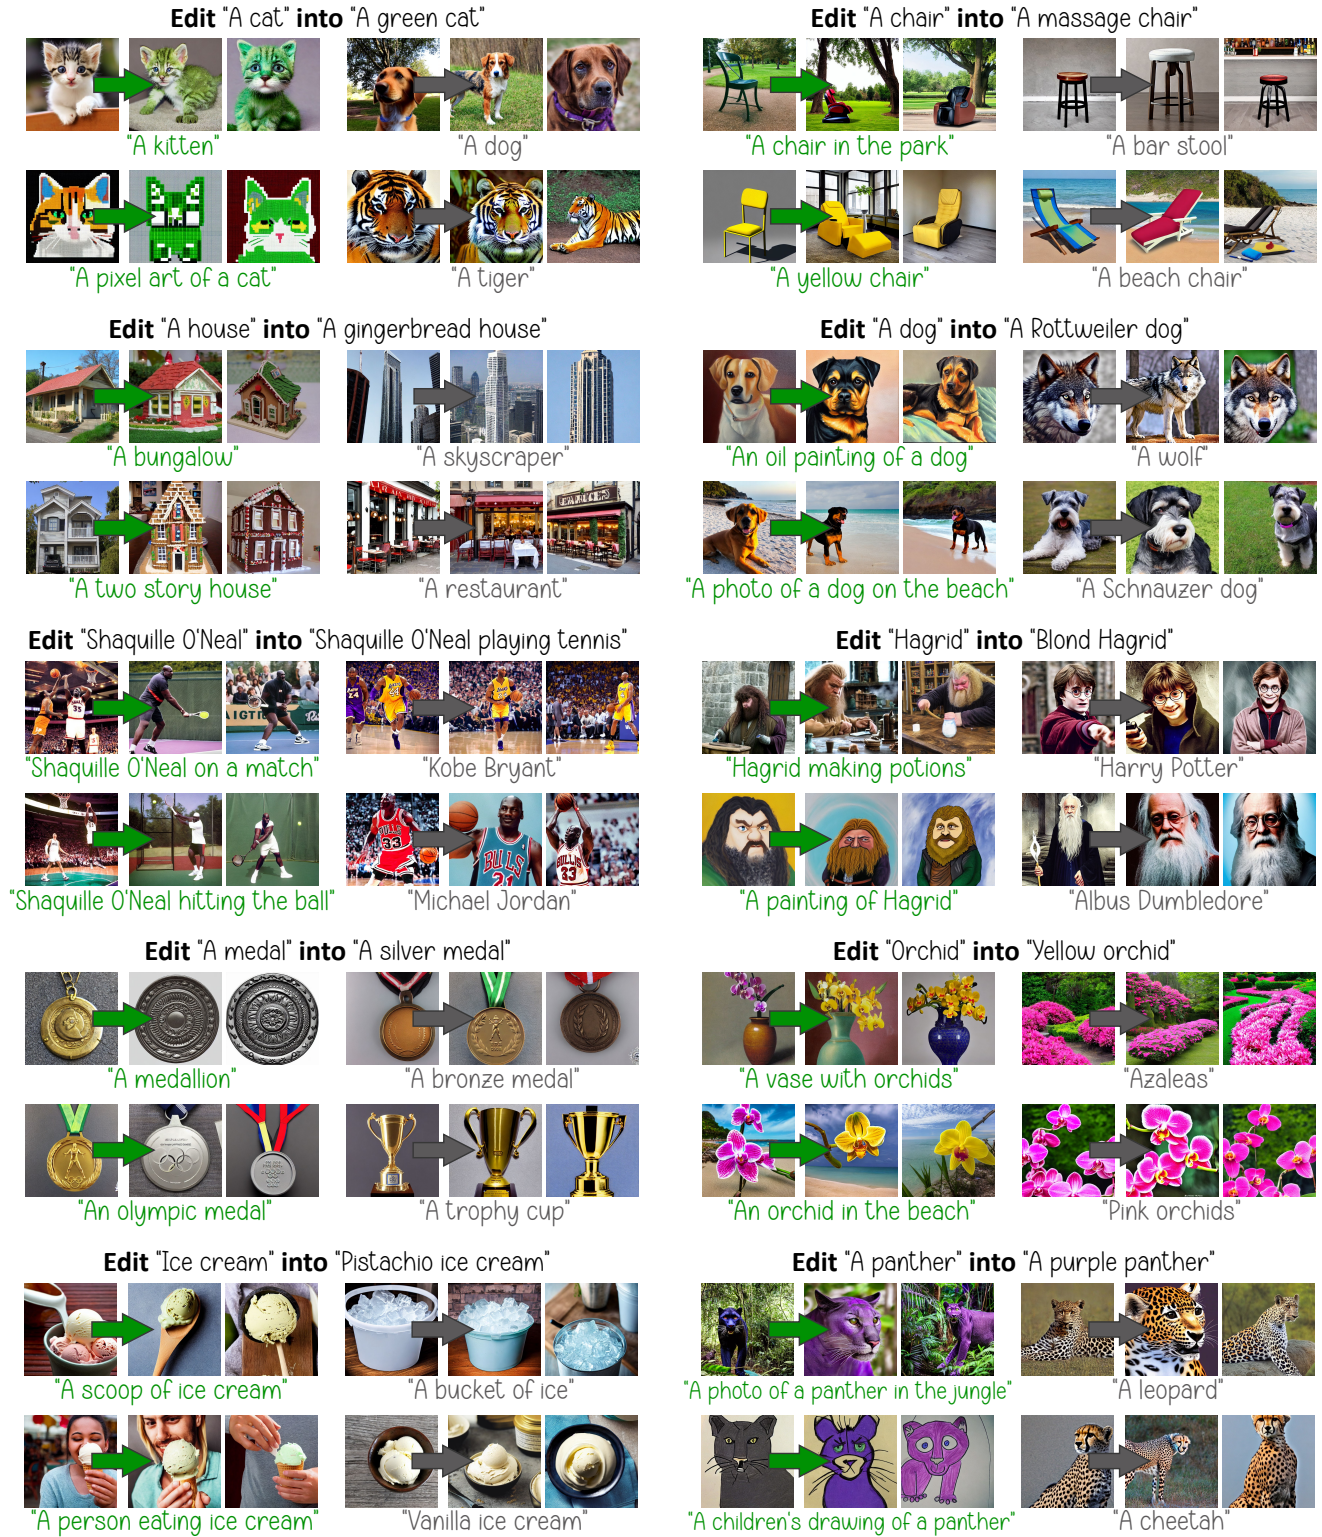 Edit "A cat" into "A green cat"
"A kitten"
"A dog"
"A pixel art of a cat"
"A tiger"
Edit "A chair" into "A massage chair"
"A chair in the park"
"A bar stool"
"A yellow chair"
"A beach chair"
Edit "A house" into "A gingerbread house"
"A bungalow"
"A skyscraper"
"A two story house"
"A restaurant"
Edit "A dog" into "A Rottweiler dog"
"An oil painting of a dog"
"A wolf"
"A photo of a dog on the beach"
"A Schnauzer dog"
Edit "Shaquille O'Neal" into "Shaquille O'Neal playing tennis"
35
24
"Shaquille O'Neal on a match"
"Kobe Bryant"
33
BULLS
33
"Shaquille O'Neal hitting the ball"
"Michael Jordan"
Edit "Hagrid" into "Blond Hagrid"
"Hagrid making potions"
"Harry Potter"
"A painting of Hagrid"
"Albus Dumbledore"
Edit "A medal" into "A silver medal"
"A medallion"
"A bronze medal"
"An olympic medal"
"A trophy cup"
Edit "Orchid" into "Yellow orchid"
"A vase with orchids"
"Azaleas"
"An orchid in the beach"
"Pink orchids"
Edit "Ice cream" into "Pistachio ice cream"
"A scoop of ice cream"
"A bucket of ice"
"A person eating ice cream"
"Vanilla ice cream"
Edit "A panther" into "A purple panther"
"A photo of a panther in the jungle"
"A leopard"
"A children's drawing of a panther"
"A cheetah"